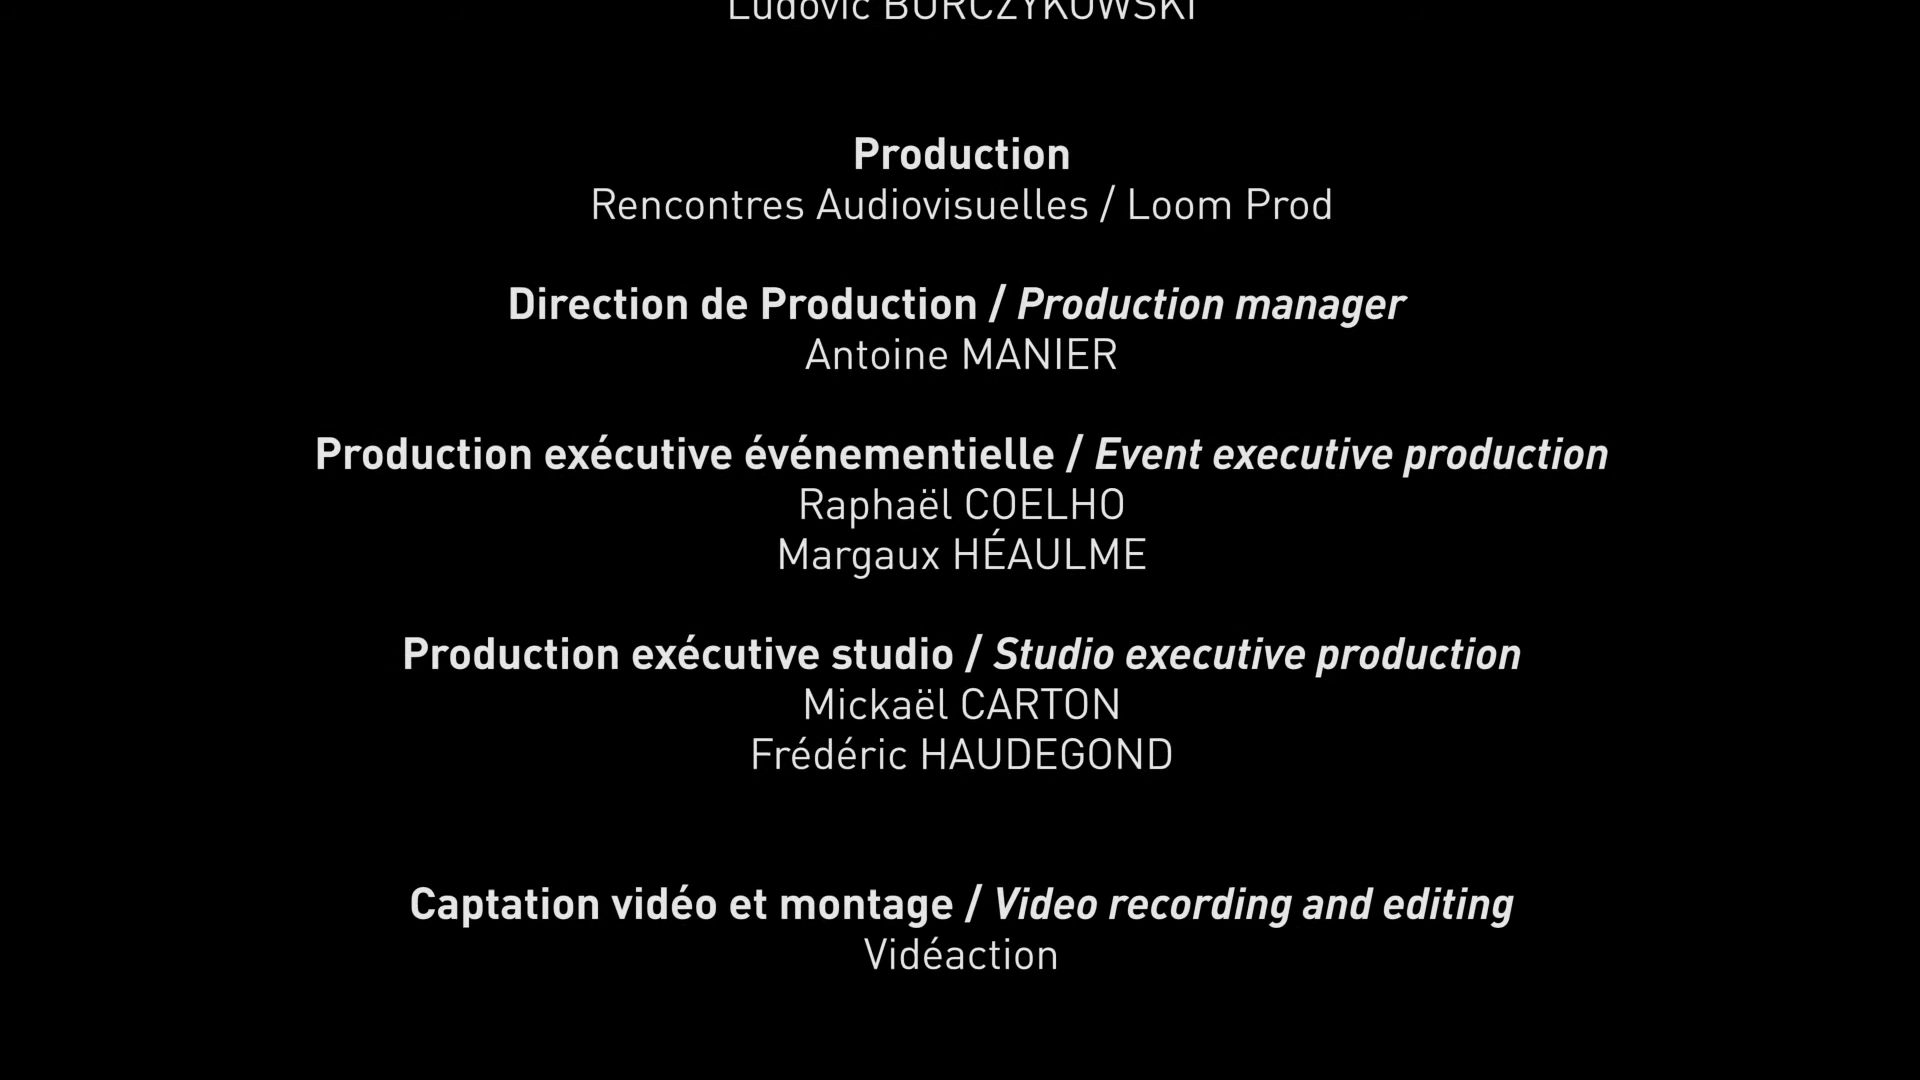 Ludovic BURCZYKOWSKI
Production
Rencontres Audiovisuelles / Loom Prod
Direction de Production / Production manager
Antoine MANIER
Production exécutive événementielle / Event executive production
Raphaël COELHO
Margaux HÉAULME
Production exécutive studio / Studio executive production
Mickaël CARTON
Frédéric HAUDEGOND
Captation vidéo et montage / Video recording and editing
Vidéaction